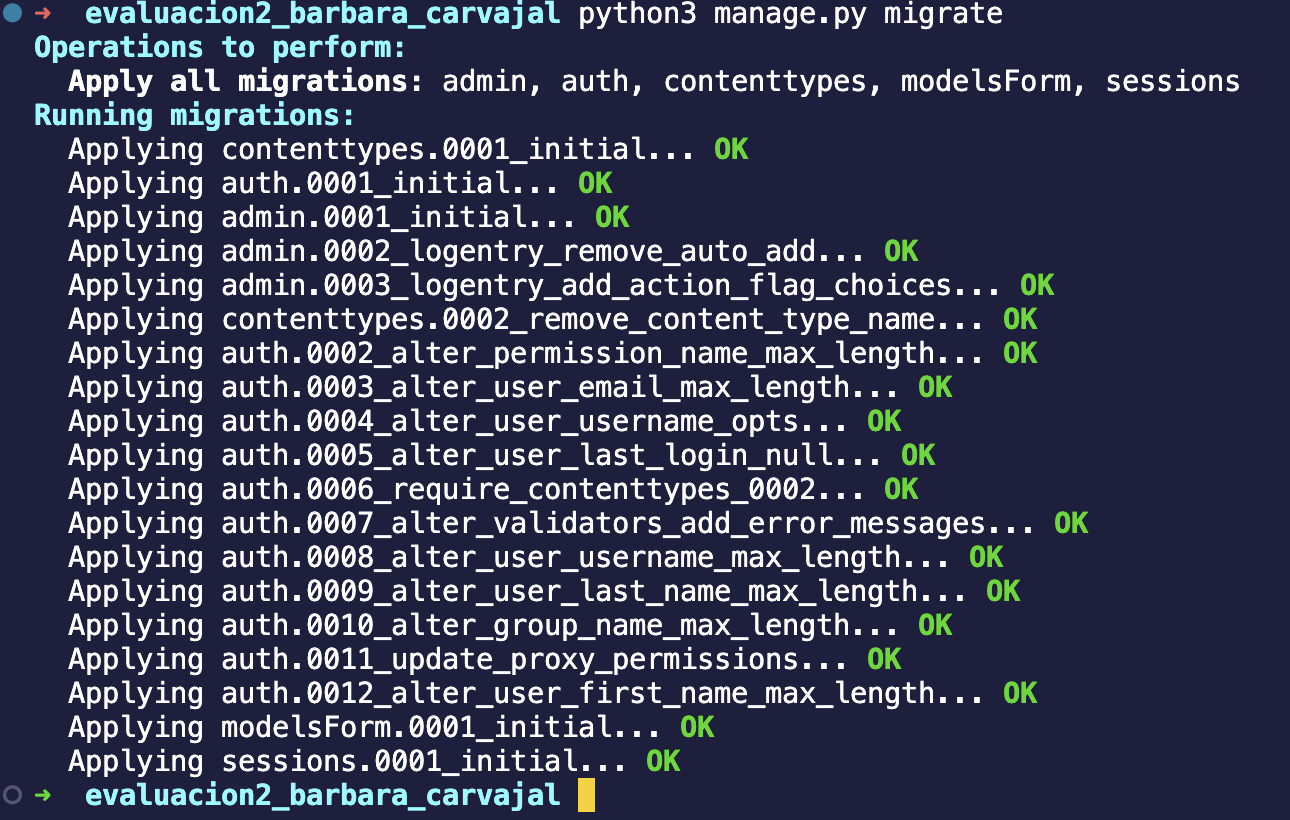 ➜ evaluacion2_barbara_carvajal python3 manage.py migrate
Operations to perform:
  Apply all migrations: admin, auth, contenttypes, modelsForm, sessions
Running migrations:
  Applying contenttypes.0001_initial... OK
  Applying auth.0001_initial... OK
  Applying admin.0001_initial... OK
  Applying admin.0002_logentry_remove_auto_add... OK
  Applying admin.0003_logentry_add_action_flag_choices... OK
  Applying contenttypes.0002_remove_content_type_name... OK
  Applying auth.0002_alter_permission_name_max_length... OK
  Applying auth.0003_alter_user_email_max_length... OK
  Applying auth.0004_alter_user_username_opts... OK
  Applying auth.0005_alter_user_last_login_null... OK
  Applying auth.0006_require_contenttypes_0002... OK
  Applying auth.0007_alter_validators_add_error_messages... OK
  Applying auth.0008_alter_user_username_max_length... OK
  Applying auth.0009_alter_user_last_name_max_length... OK
  Applying auth.0010_alter_group_name_max_length... OK
  Applying auth.0011_update_proxy_permissions... OK
  Applying auth.0012_alter_user_first_name_max_length... OK
  Applying modelsForm.0001_initial... OK
  Applying sessions.0001_initial... OK
➜ evaluacion2_barbara_carvajal